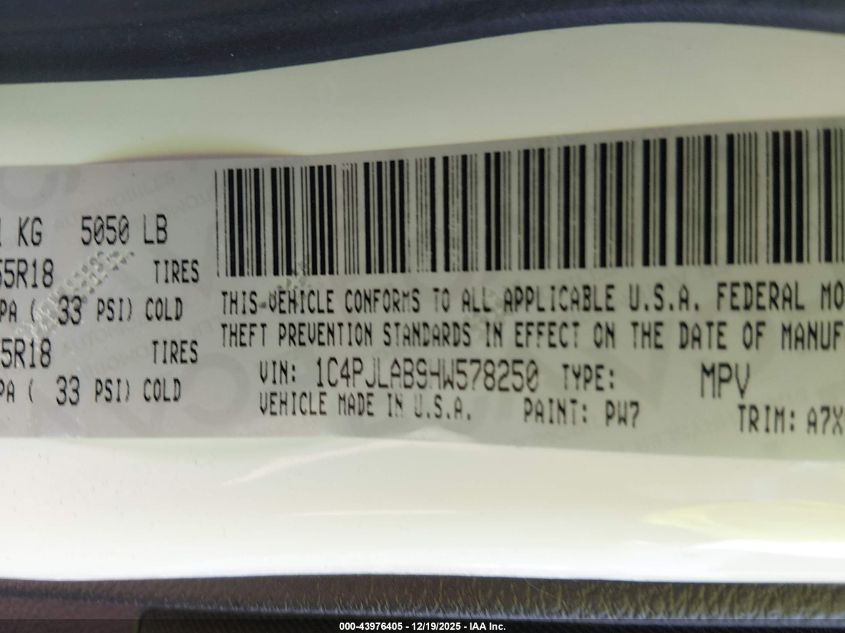 KG 5050 LB
55R18 TIRES
PA ( 33 PSI) COLD
5R18 TIRES
PA ( 33 PSI) COLD
THIS VEHICLE CONFORMS TO ALL APPLICABLE U.S.A. FEDERAL MO
THEFT PREVENTION STANDARDS IN EFFECT ON THE DATE OF MANUF
VIN: 1C4PJLAB9HW578250 TYPE: MPV
VEHICLE MADE IN U.S.A. PAINT: PW7 TRIM: A7X
000-43976405 - 12/19/2025 - IAA Inc.